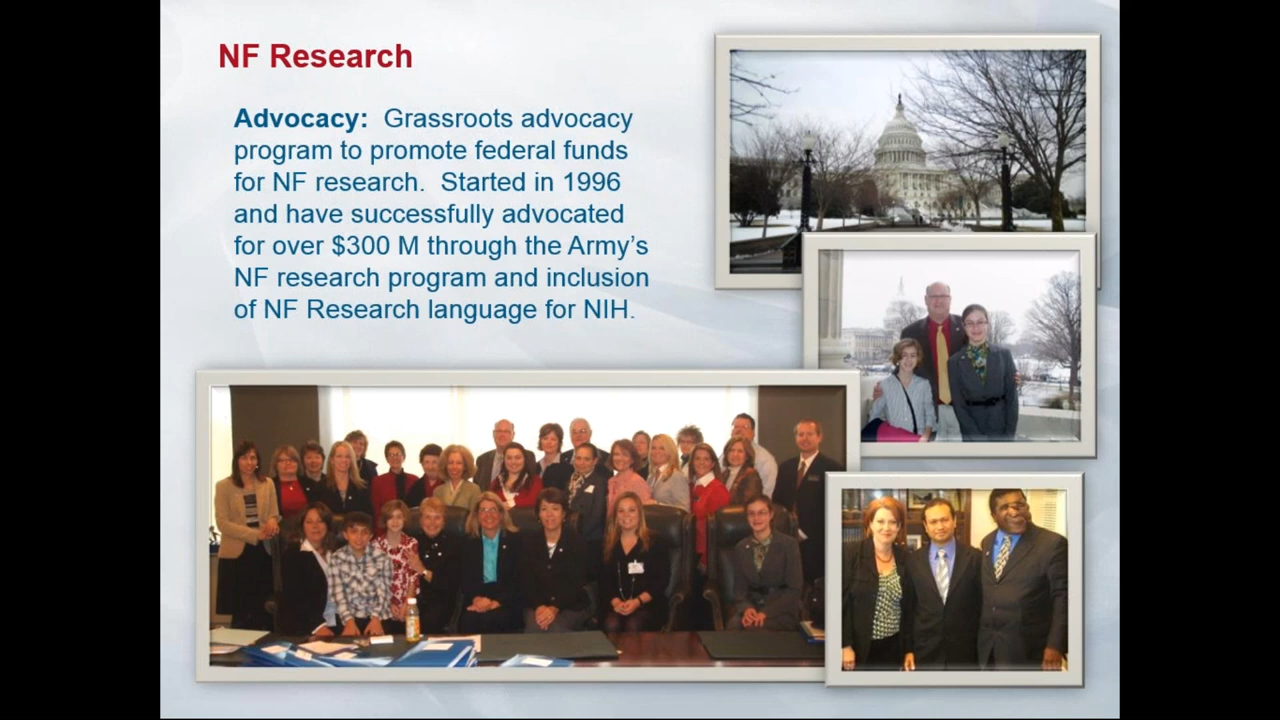 NF Research
Advocacy: Grassroots advocacy
program to promote federal funds
for NF research. Started in 1996
and have successfully advocated
for over $300 M through the Army's
NF research program and inclusion
of NF Research language for NIH.